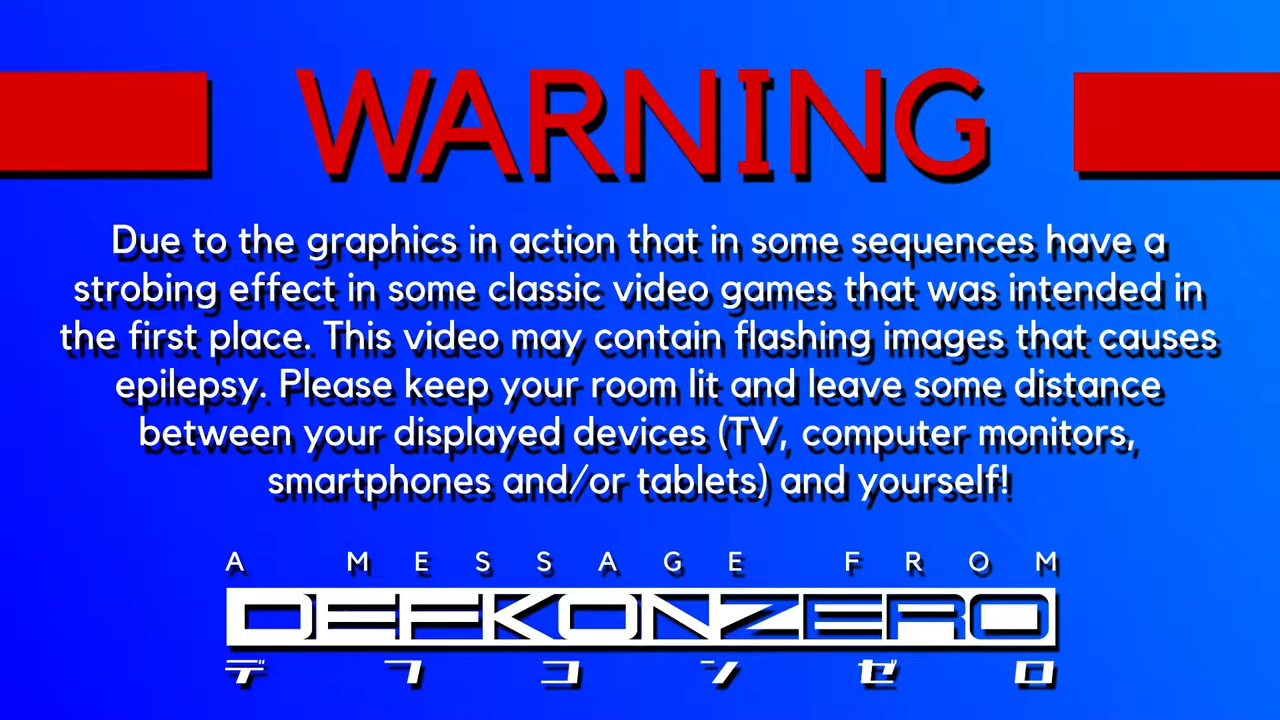 WARNING
Due to the graphics in action that in some sequences have a
strobing effect in some classic video games that was intended in
the first place. This video may contain flashing images that causes
epilepsy. Please keep your room lit and leave some distance
between your displayed devices (TV, computer monitors,
smartphones and/or tablets) and yourself!
A MESSAGE FROM
DEFKONZERO
デフコンゼロ